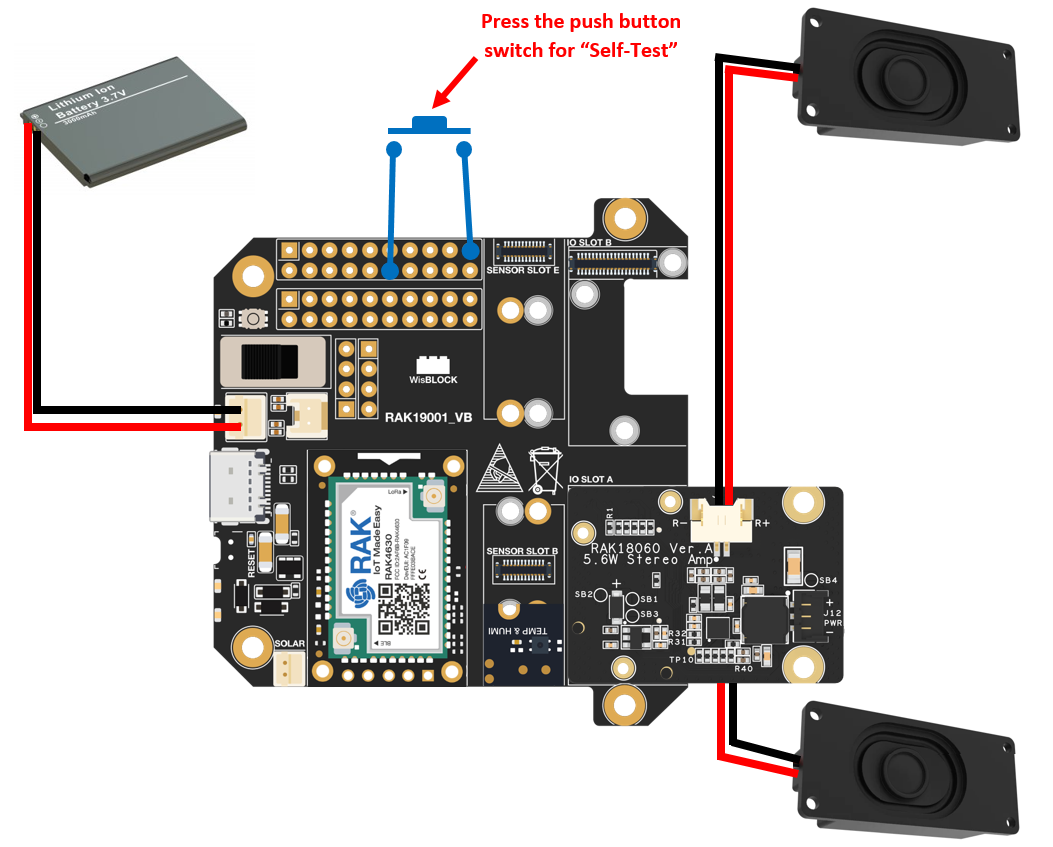 Press the push button
switch for “Self-Test”
Lithium Ion
Battery 3.7V
3000mAh
SENSOR SLOT E
IO SLOT B
WisBLOCK
RAK19001_VB
IO SLOT A
LoRa
RAK®
IoT Made Easy
RAK4630
BLE
RESET
SOLAR
SENSOR SLOT B
TEMP & HUMI
R1
R-
R+
RAK18060 Ver.A
5.6W Stereo Amp
SB2
SB1
SB3
SB4
+
+
J12
PWR
-
R32
R31
TP10
R40